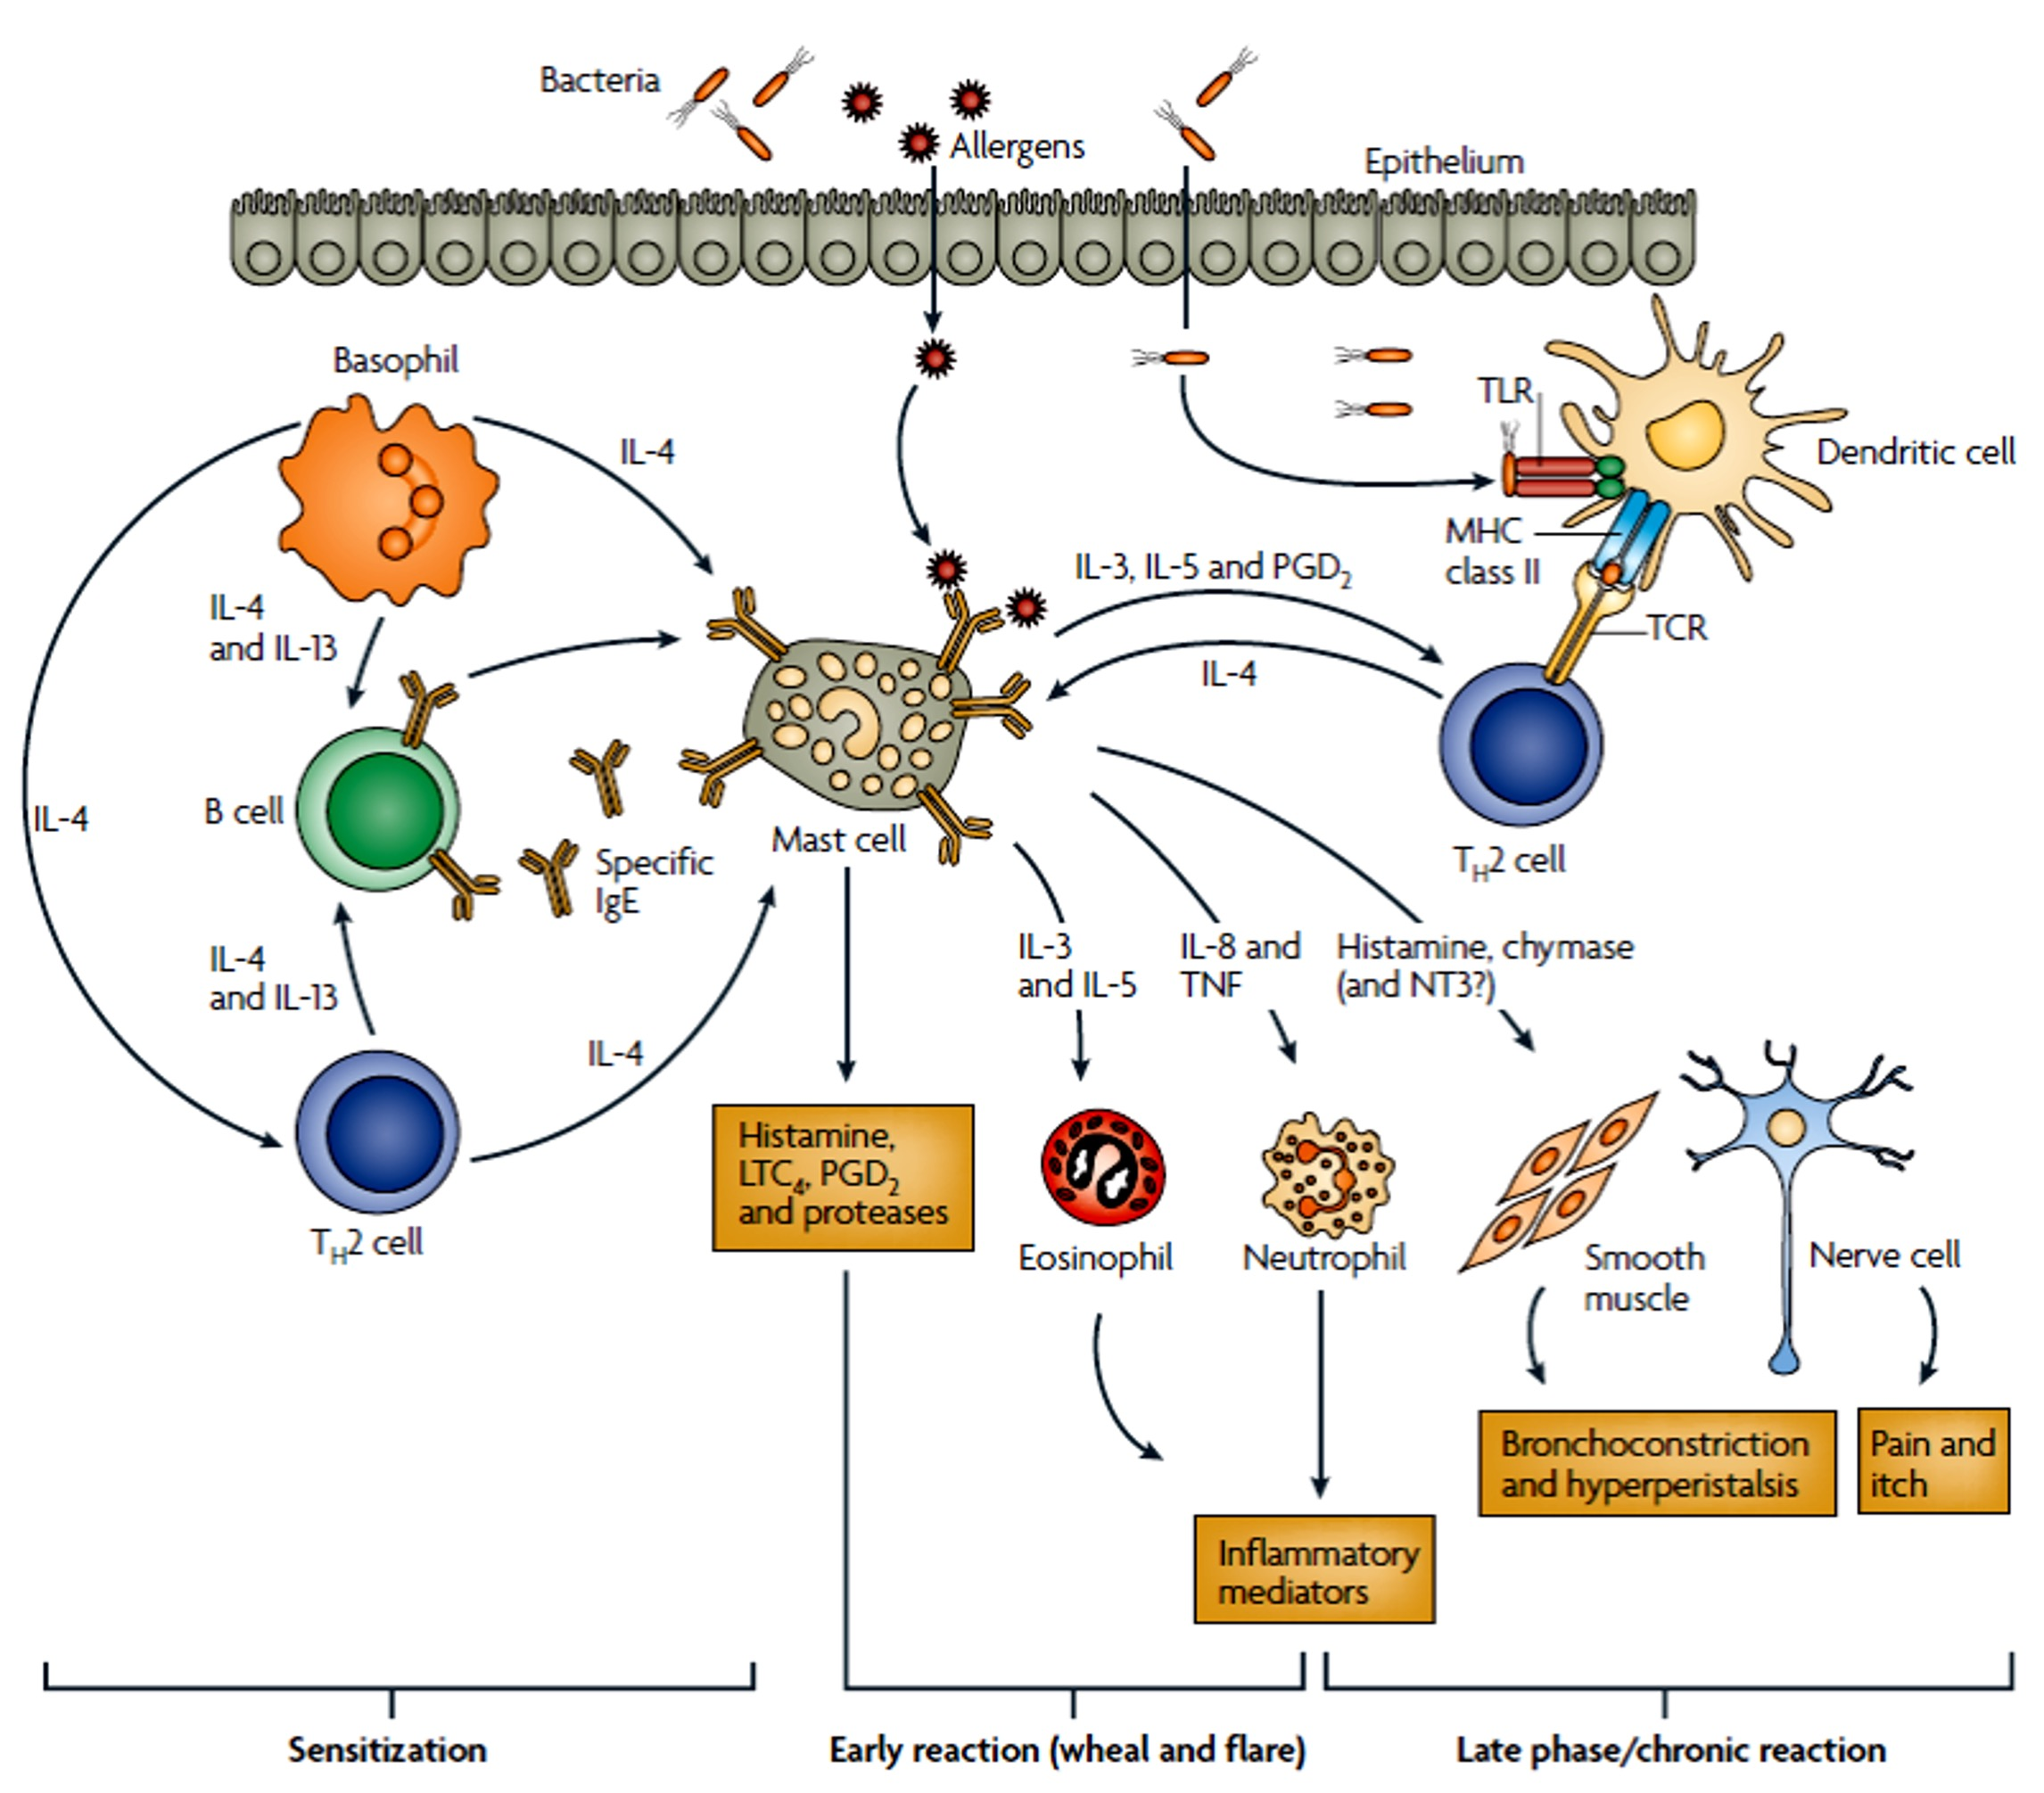 Bacteria
Allergens
Epithelium
Basophil
IL-4
TLR
Dendritic cell
MHC
class II
IL-3, IL-5 and PGD₂
IL-4
and IL-13
TCR
IL-4
B cell
IL-4
Mast cell
Specific
IgE
T_H2 cell
IL-4
and IL-13
IL-3
and IL-5
IL-8 and
TNF
Histamine, chymase
(and NT3?)
IL-4
Histamine,
LTC₄, PGD₂
and proteases
T_H2 cell
Eosinophil
Neutrophil
Smooth
muscle
Nerve cell
Bronchoconstriction
and hyperperistalsis
Pain and
itch
Inflammatory
mediators
Sensitization
Early reaction (wheal and flare)
Late phase/chronic reaction